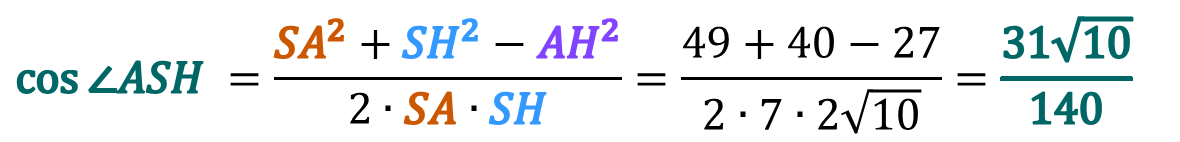 cos ∠ASH = (SA² + SH² − AH²) / (2 · SA · SH) = (49 + 40 − 27) / (2 · 7 · 2√10) = 31√10 / 140